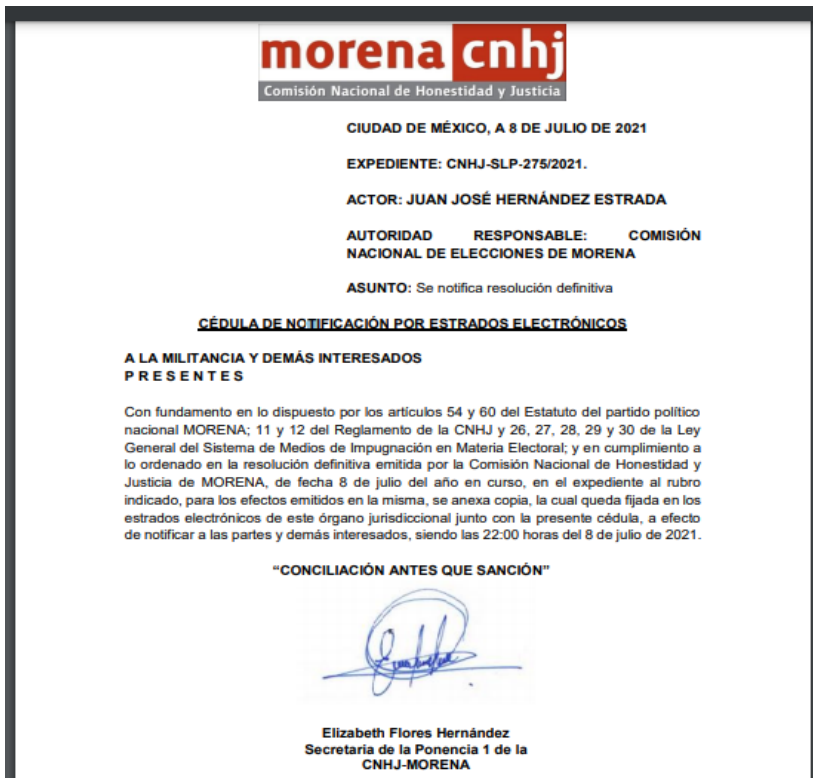 morena cnhj
Comisión Nacional de Honestidad y Justicia
CIUDAD DE MÉXICO, A 8 DE JULIO DE 2021
EXPEDIENTE: CNHJ-SLP-275/2021.
ACTOR: JUAN JOSÉ HERNÁNDEZ ESTRADA
AUTORIDAD RESPONSABLE: COMISIÓN
NACIONAL DE ELECCIONES DE MORENA
ASUNTO: Se notifica resolución definitiva
CÉDULA DE NOTIFICACIÓN POR ESTRADOS ELECTRÓNICOS
A LA MILITANCIA Y DEMÁS INTERESADOS
P R E S E N T E S
Con fundamento en lo dispuesto por los artículos 54 y 60 del Estatuto del partido político
nacional MORENA; 11 y 12 del Reglamento de la CNHJ y 26, 27, 28, 29 y 30 de la Ley
General del Sistema de Medios de Impugnación en Materia Electoral; y en cumplimiento a
lo ordenado en la resolución definitiva emitida por la Comisión Nacional de Honestidad y
Justicia de MORENA, de fecha 8 de julio del año en curso, en el expediente al rubro
indicado, para los efectos emitidos en la misma, se anexa copia, la cual queda fijada en los
estrados electrónicos de este órgano jurisdiccional junto con la presente cédula, a efecto
de notificar a las partes y demás interesados, siendo las 22:00 horas del 8 de julio de 2021.
“CONCILIACIÓN ANTES QUE SANCIÓN”
Elizabeth Flores Hernández
Secretaria de la Ponencia 1 de la
CNHJ-MORENA